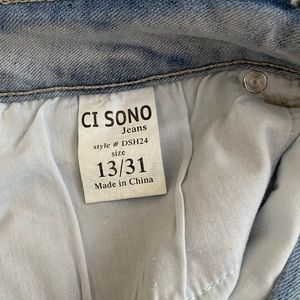 CI SONO
Jeans
style # DSH24
size
13/31
Made in China